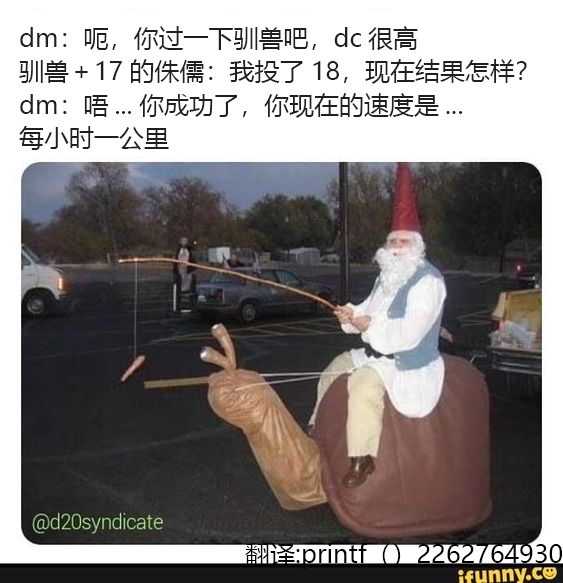 dm：呃，你过一下驯兽吧，dc 很高
驯兽 + 17 的侏儒：我投了 18，现在结果怎样？
dm：唔 ... 你成功了，你现在的速度是 ...
每小时一公里
@d20syndicate
翻译:printf（）2262764930
ifunny.co